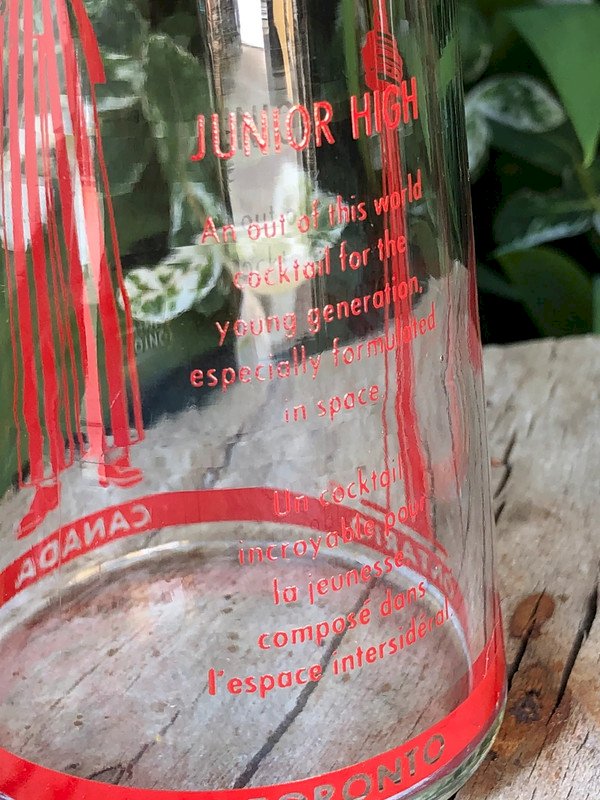 JUNIOR HIGH
An out of this world
cocktail for the
young generation,
especially formulated
in space.
Un cocktail
incroyable pour
la jeunesse
composé dans
l'espace intersidéral.
CANADA
TORONTO